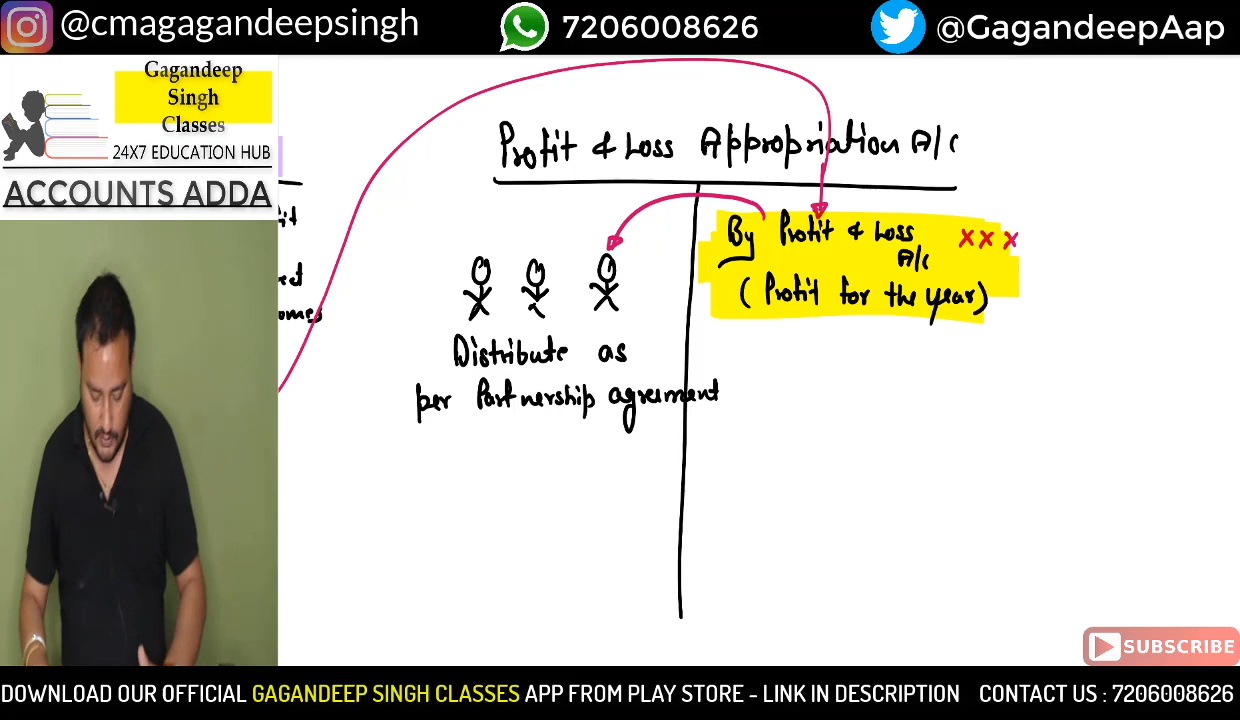 @cmagagandeepsingh
7206008626
@GagandeepAap
Gagandeep
Singh
Classes
24X7 EDUCATION HUB
ACCOUNTS ADDA
Profit & Loss Appropriation A/c
By Profit & Loss A/c xxx
(Profit for the year)
Distribute as
per Partnership agreement
SUBSCRIBE
DOWNLOAD OUR OFFICIAL GAGANDEEP SINGH CLASSES APP FROM PLAY STORE - LINK IN DESCRIPTION CONTACT US : 7206008626